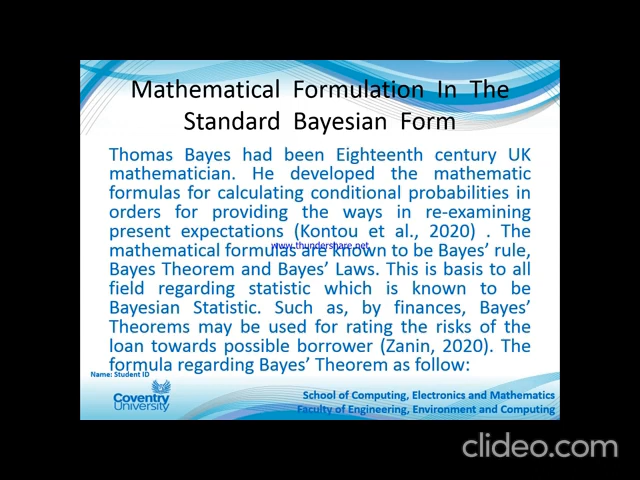 Mathematical Formulation In The
Standard Bayesian Form
Thomas Bayes had been Eighteenth century UK
mathematician. He developed the mathematic
formulas for calculating conditional probabilities in
orders for providing the ways in re-examining
present expectations (Kontou et al., 2020) . The
www.thundershare.net
mathematical formulas are known to be Bayes’ rule,
Bayes Theorem and Bayes’ Laws. This is basis to all
field regarding statistic which is known to be
Bayesian Statistic. Such as, by finances, Bayes’
Theorems may be used for rating the risks of the
loan towards possible borrower (Zanin, 2020). The
formula regarding Bayes’ Theorem as follow:
Name: Student ID
Coventry
University
School of Computing, Electronics and Mathematics
Faculty of Engineering, Environment and Computing
clideo.com